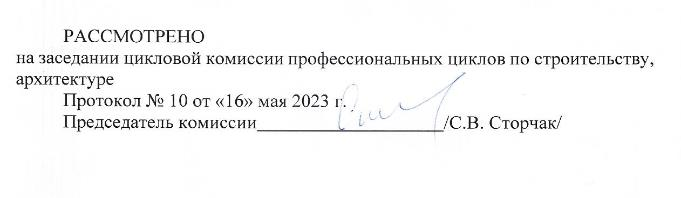 РАССМОТРЕНО
на заседании цикловой комиссии профессиональных циклов по строительству,
архитектуре
Протокол № 10 от «16» мая 2023 г.
Председатель комиссии____________________/С.В. Сторчак/